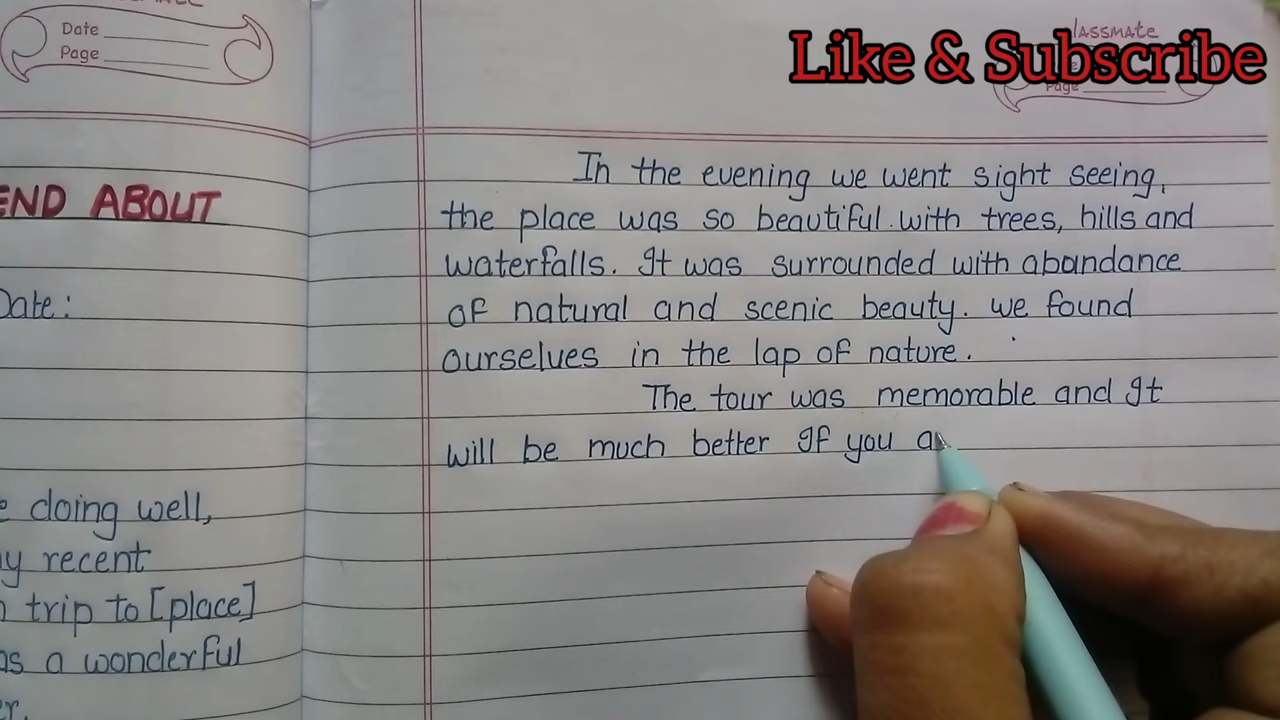 Date
Page
END ABOUT
Date:
doing well,
recent
trip to [place]
as a wonderful
Like & Subscribe
In the evening we went sight seeing,
the place was so beautiful with trees, hills and
waterfalls. It was surrounded with abandance
of natural and scenic beauty. we found
ourselves in the lap of nature.
The tour was memorable and It
will be much better If you a